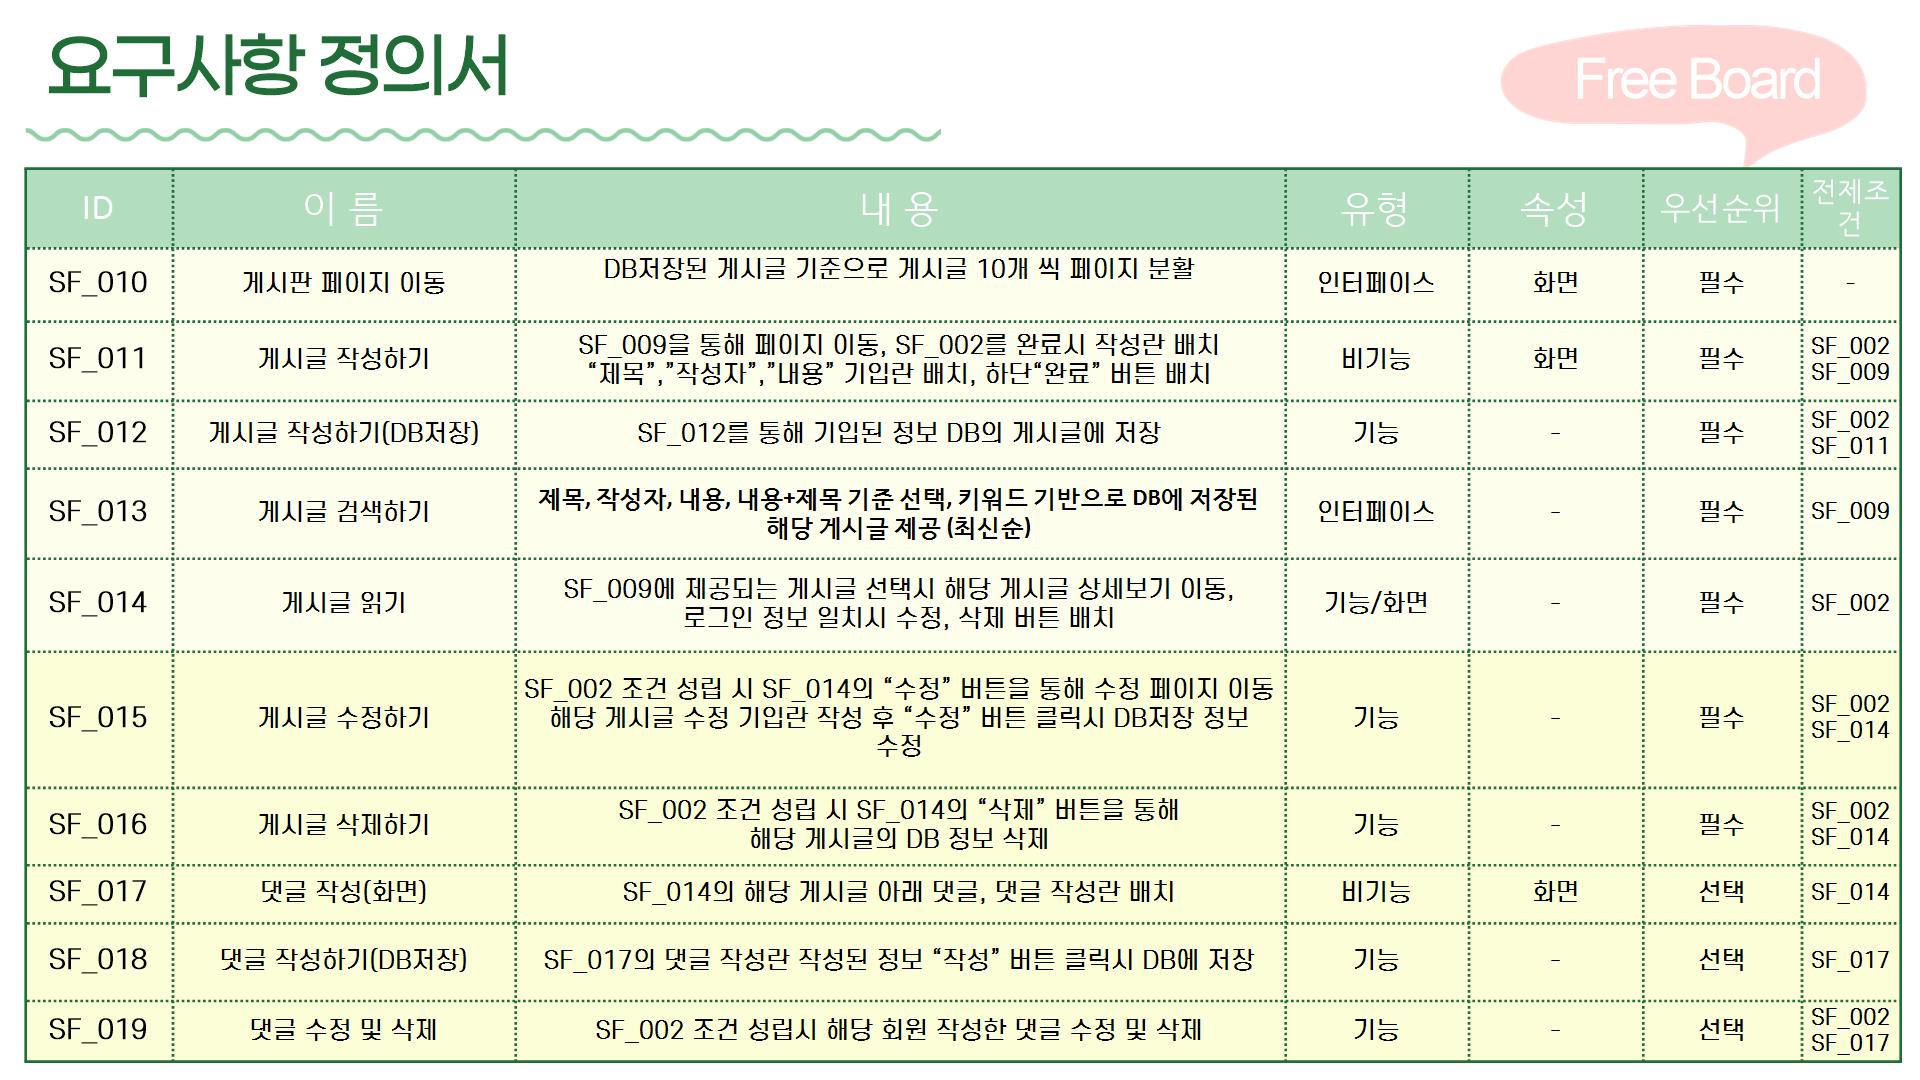 요구사항 정의서
Free Board
ID 이 름 내 용 유형 속성 우선순위 전제조
건
SF_010 게시판 페이지 이동 DB저장된 게시글 기준으로 게시글 10개 씩 페이지 분활 인터페이스 화면 필수 -
SF_011 게시글 작성하기 SF_009을 통해 페이지 이동, SF_002를 완료시 작성란 배치
“제목”,”작성자”,”내용” 기입란 배치, 하단“완료” 버튼 배치 비기능 화면 필수 SF_002
SF_009
SF_012 게시글 작성하기(DB저장) SF_012를 통해 기입된 정보 DB의 게시글에 저장 기능 - 필수 SF_002
SF_011
SF_013 게시글 검색하기 제목, 작성자, 내용, 내용+제목 기준 선택, 키워드 기반으로 DB에 저장된
해당 게시글 제공 (최신순) 인터페이스 - 필수 SF_009
SF_014 게시글 읽기 SF_009에 제공되는 게시글 선택시 해당 게시글 상세보기 이동,
로그인 정보 일치시 수정, 삭제 버튼 배치 기능/화면 - 필수 SF_002
SF_015 게시글 수정하기 SF_002 조건 성립 시 SF_014의 “수정” 버튼을 통해 수정 페이지 이동
해당 게시글 수정 기입란 작성 후 “수정” 버튼 클릭시 DB저장 정보
수정 기능 - 필수 SF_002
SF_014
SF_016 게시글 삭제하기 SF_002 조건 성립 시 SF_014의 “삭제” 버튼을 통해
해당 게시글의 DB 정보 삭제 기능 - 필수 SF_002
SF_014
SF_017 댓글 작성(화면) SF_014의 해당 게시글 아래 댓글, 댓글 작성란 배치 비기능 화면 선택 SF_014
SF_018 댓글 작성하기(DB저장) SF_017의 댓글 작성란 작성된 정보 “작성” 버튼 클릭시 DB에 저장 기능 - 선택 SF_017
SF_019 댓글 수정 및 삭제 SF_002 조건 성립시 해당 회원 작성한 댓글 수정 및 삭제 기능 - 선택 SF_002
SF_017